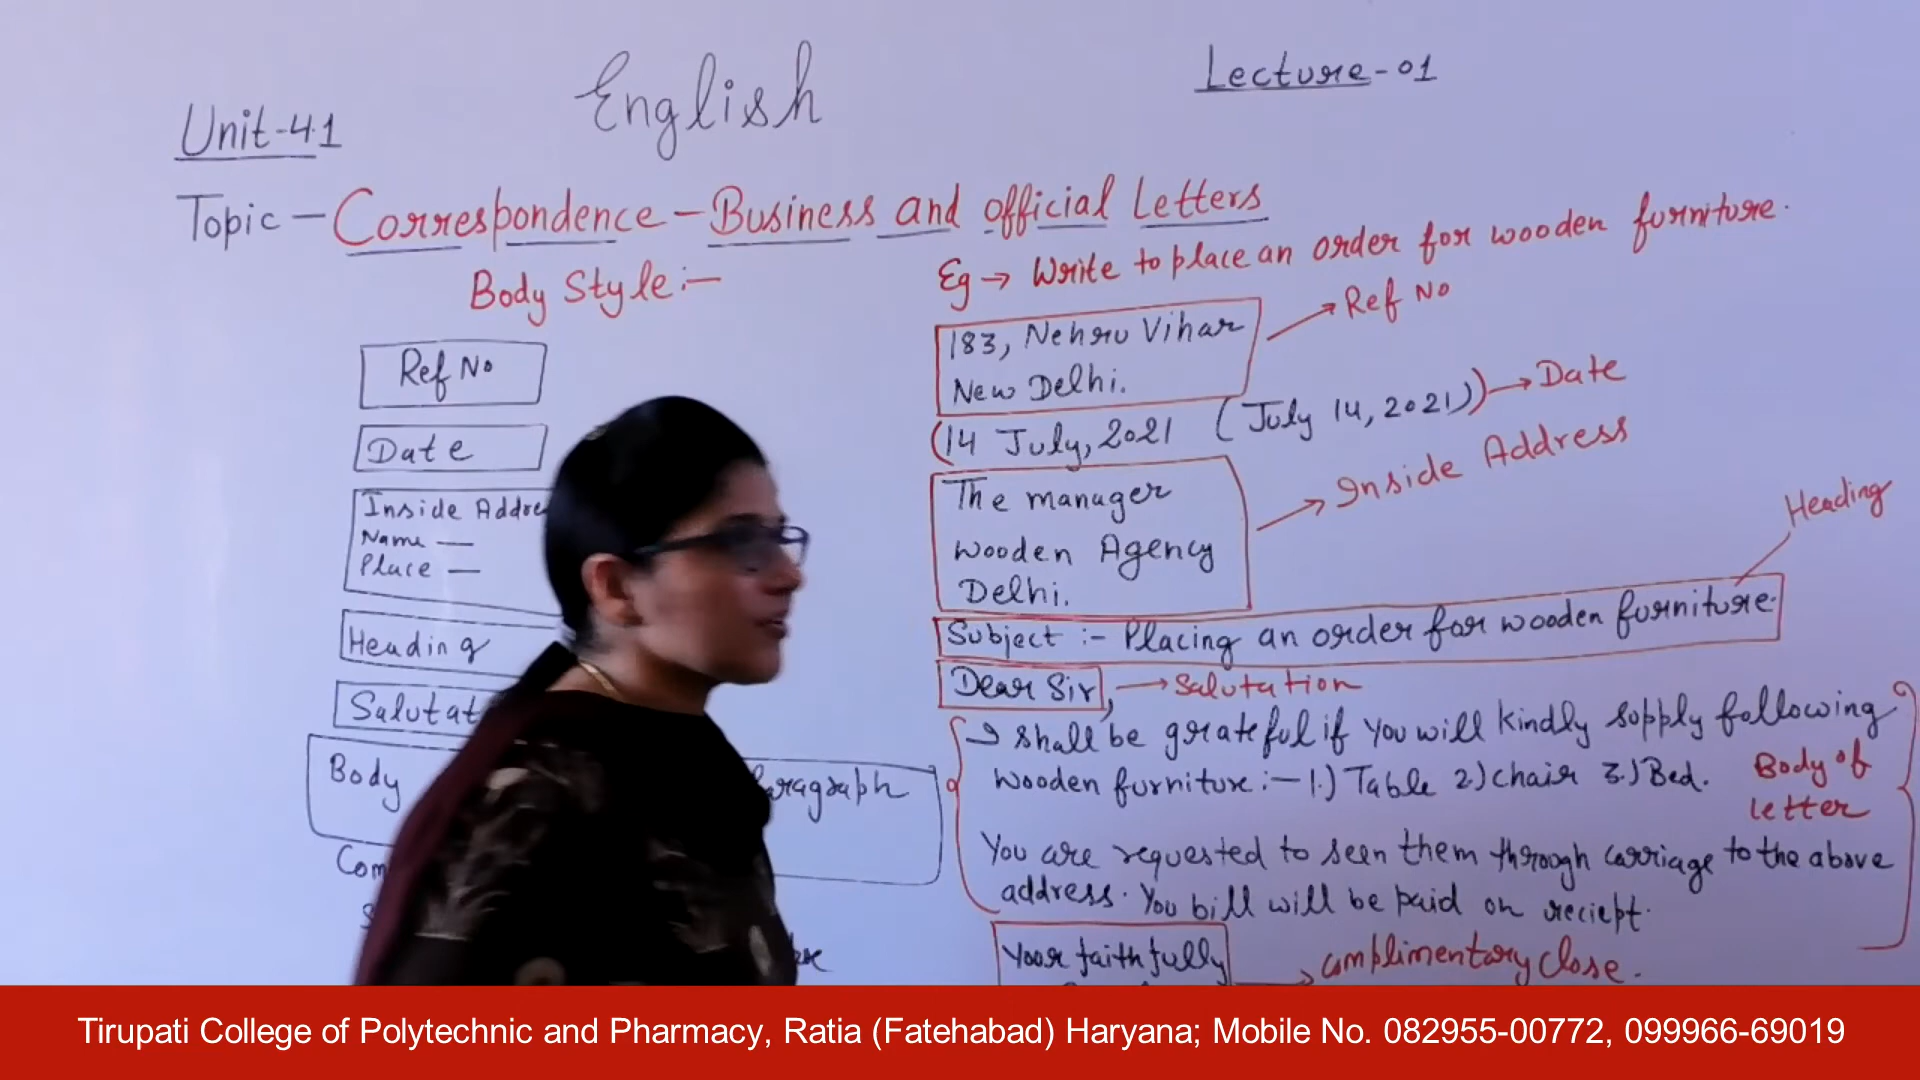 English
Lecture-01
Unit-4.1
Topic - Correspondence - Business and official Letters
Body Style :-
Ref No
Date
Inside Addre
Name —
Place —
Heading
Salutat
Body
Paragraph
Com
Eg → Write to place an order for wooden furniture.
183, Nehru Vihar
New Delhi.
→ Ref No
(14 July, 2021 (July 14, 2021)) → Date
The manager
wooden Agency
Delhi.
→ Inside Address
Heading
Subject :- Placing an order for wooden furniture.
Dear Sir, → Salutation
I shall be grateful if you will kindly supply following
wooden furniture :- 1.) Table 2.) chair 3.) Bed.
Body of
letter
You are requested to seen them through carriage to the above
address. You bill will be paid on reciept.
Your faithfully
→ complimentary close.
Tirupati College of Polytechnic and Pharmacy, Ratia (Fatehabad) Haryana; Mobile No. 082955-00772, 099966-69019